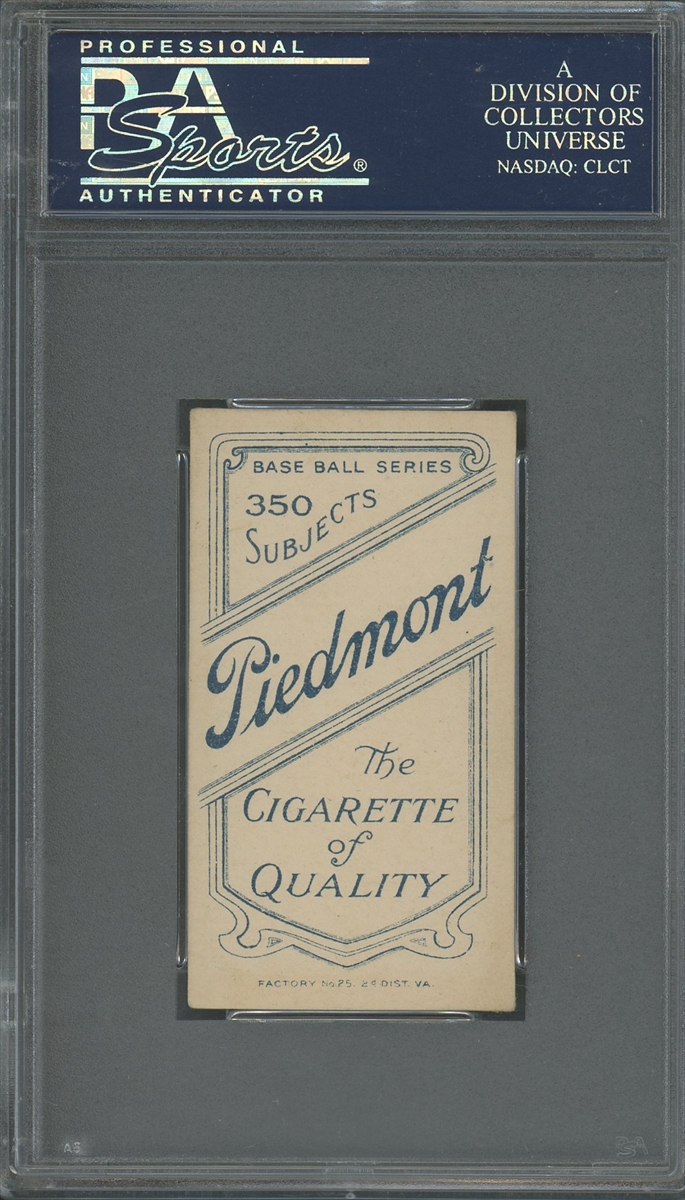 PROFESSIONAL
PSA
Sports®
AUTHENTICATOR
A
DIVISION OF
COLLECTORS
UNIVERSE
NASDAQ: CLCT
BASE BALL SERIES
350
SUBJECTS
Piedmont
The
CIGARETTE
of
QUALITY
FACTORY No. 25. 2D DIST. VA.